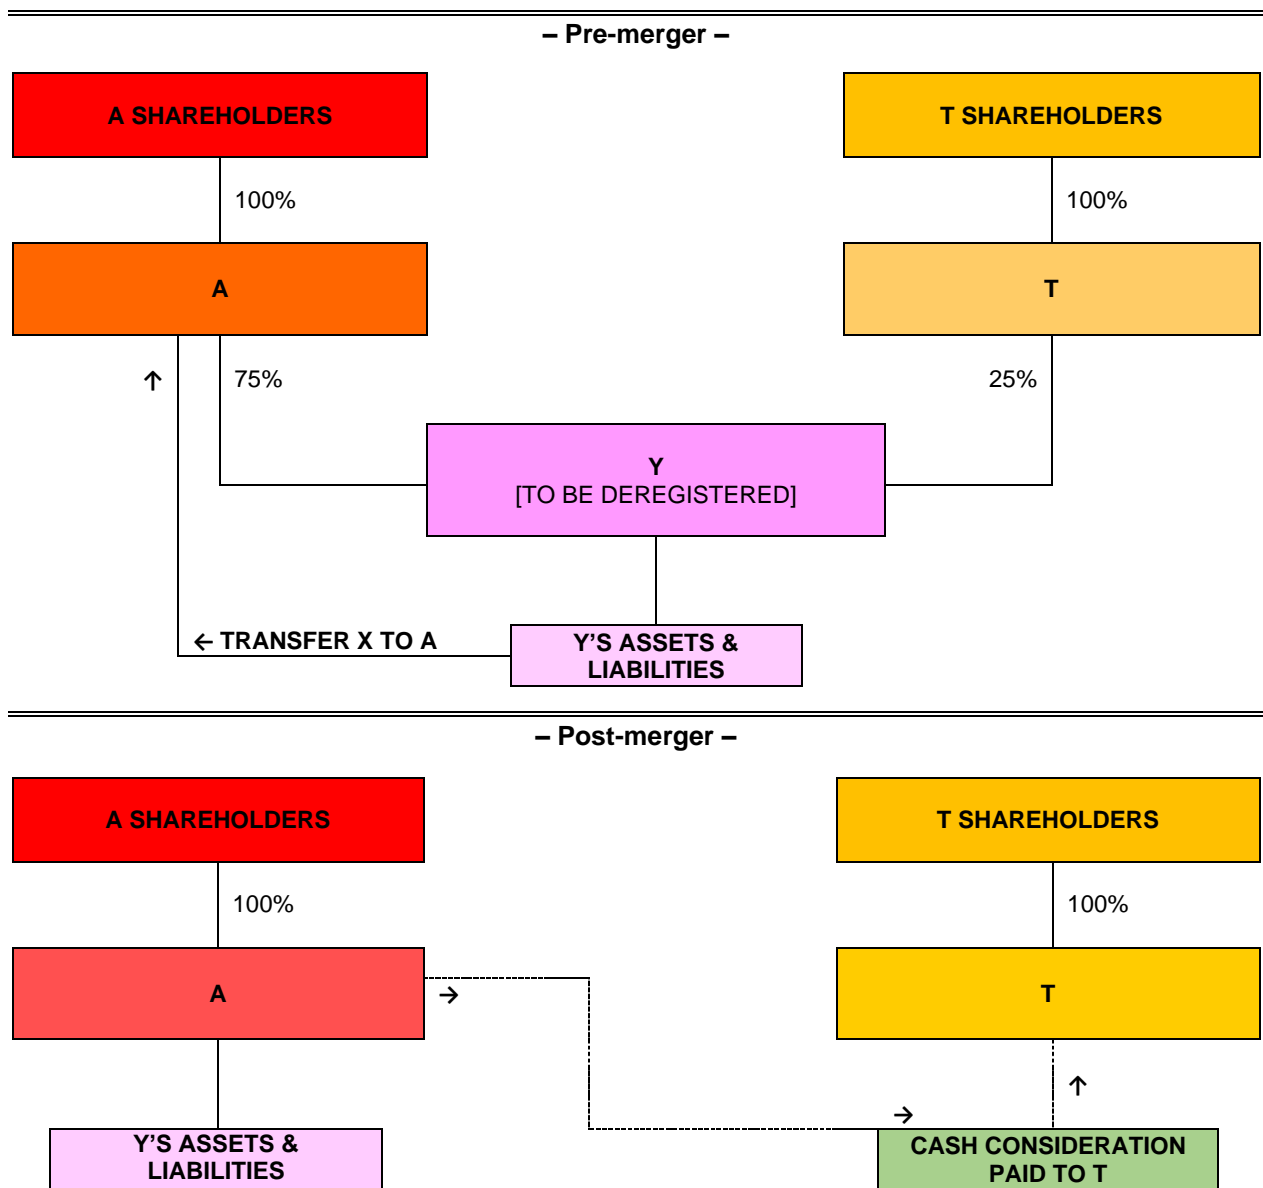 – Pre-merger –
A SHAREHOLDERS
T SHAREHOLDERS
100%
100%
A
T
↑
75%
25%
Y
[TO BE DEREGISTERED]
← TRANSFER X TO A
Y'S ASSETS &
LIABILITIES
– Post-merger –
A SHAREHOLDERS
T SHAREHOLDERS
100%
100%
A
→
T
↑
→
Y'S ASSETS &
LIABILITIES
CASH CONSIDERATION
PAID TO T